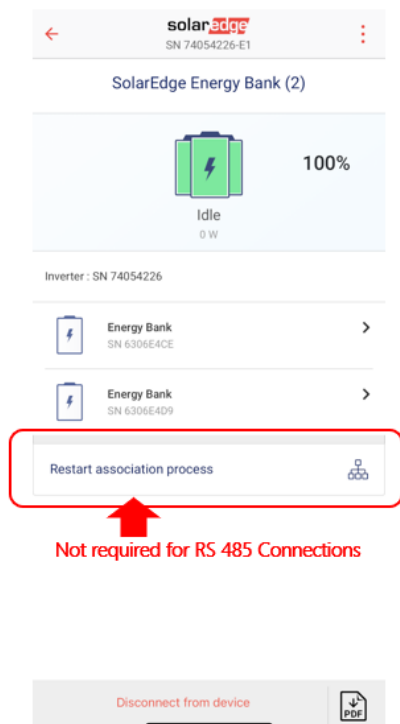 solaredge
SN 74054226-E1
SolarEdge Energy Bank (2)
100%
Idle
0 W
Inverter : SN 74054226
Energy Bank
SN 6306E4CE
Energy Bank
SN 6306E4D9
Restart association process
Not required for RS 485 Connections
Disconnect from device
PDF